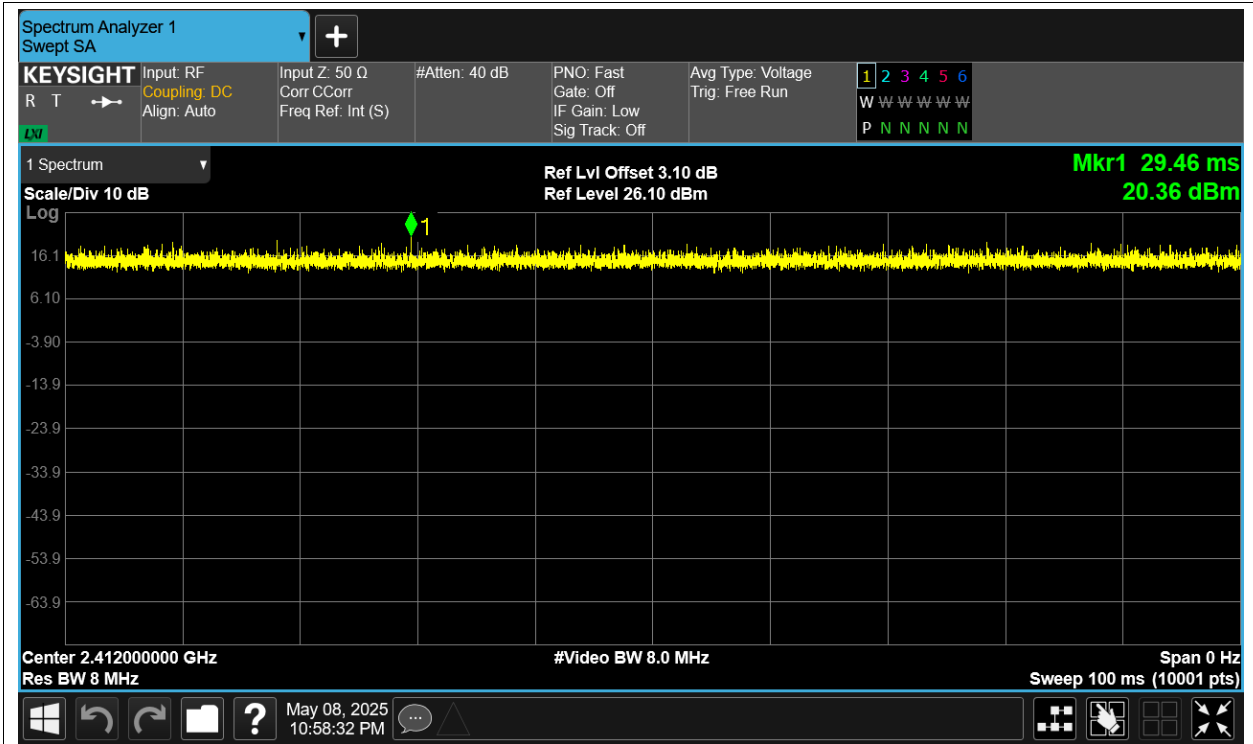 Spectrum Analyzer 1
Swept SA
KEYSIGHT
R T
LXI
Input: RF
Coupling: DC
Align: Auto
Input Z: 50 Ω
Corr CCorr
Freq Ref: Int (S)
#Atten: 40 dB
PNO: Fast
Gate: Off
IF Gain: Low
Sig Track: Off
Avg Type: Voltage
Trig: Free Run
1 2 3 4 5 6
W W W W W W
P N N N N N
1 Spectrum
Scale/Div 10 dB
Log
Ref Lvl Offset 3.10 dB
Ref Level 26.10 dBm
Mkr1 29.46 ms
20.36 dBm
1
16.1
6.10
-3.90
-13.9
-23.9
-33.9
-43.9
-53.9
-63.9
Center 2.412000000 GHz
Res BW 8 MHz
#Video BW 8.0 MHz
Span 0 Hz
Sweep 100 ms (10001 pts)
?
May 08, 2025
10:58:32 PM